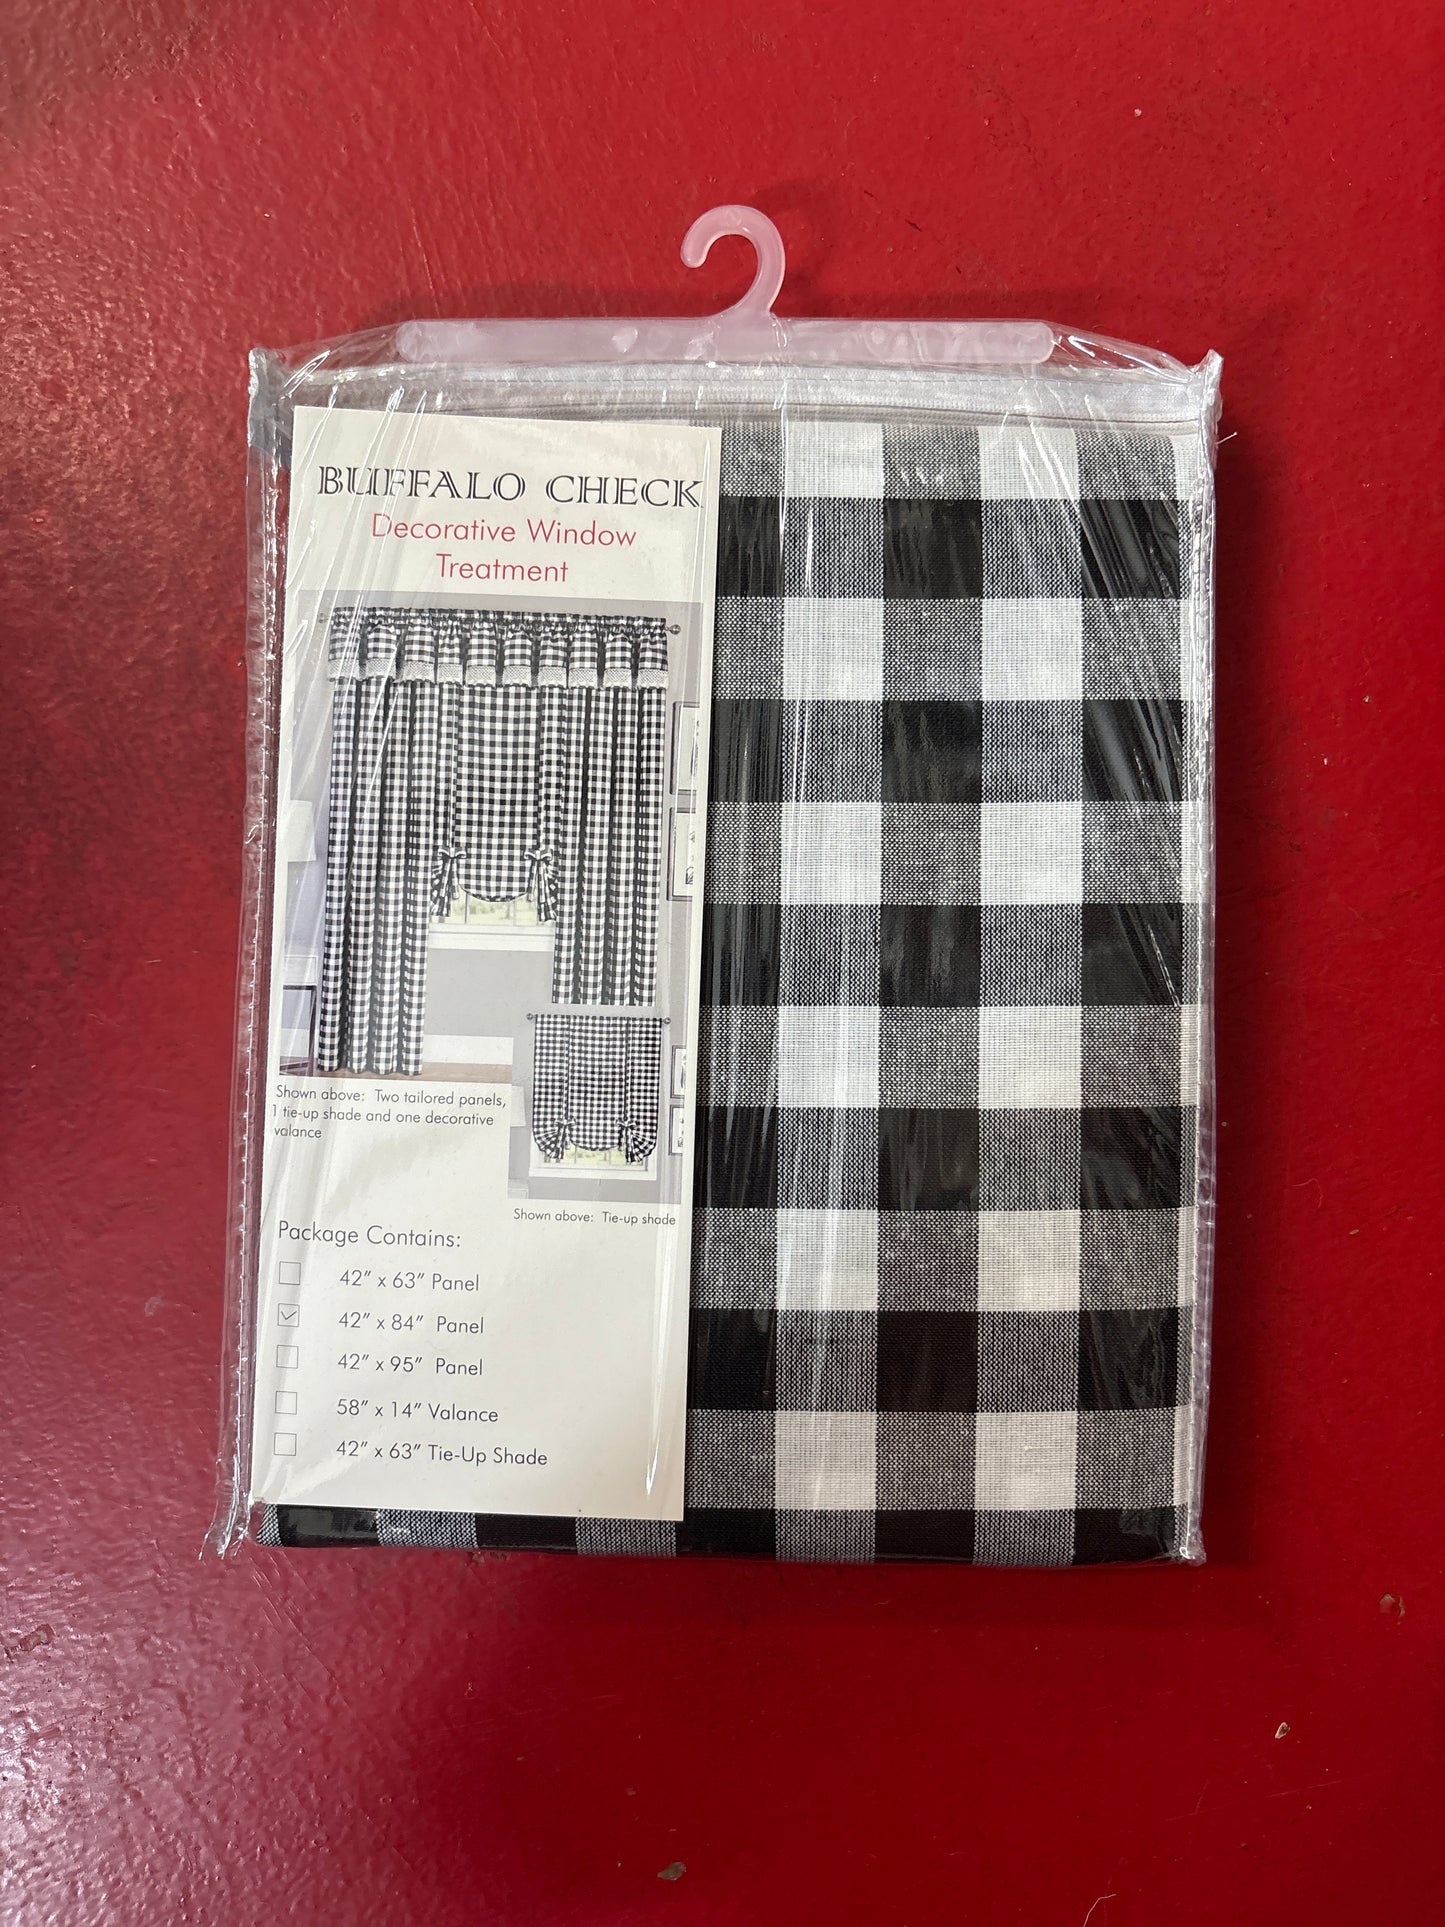 BUFFALO CHECK
Decorative Window
Treatment
Shown above: Two tailored panels,
1 tie-up shade and one decorative
valance
Shown above: Tie-up shade
Package Contains:
42” x 63” Panel
42” x 84” Panel
42” x 95” Panel
58” x 14” Valance
42” x 63” Tie-Up Shade